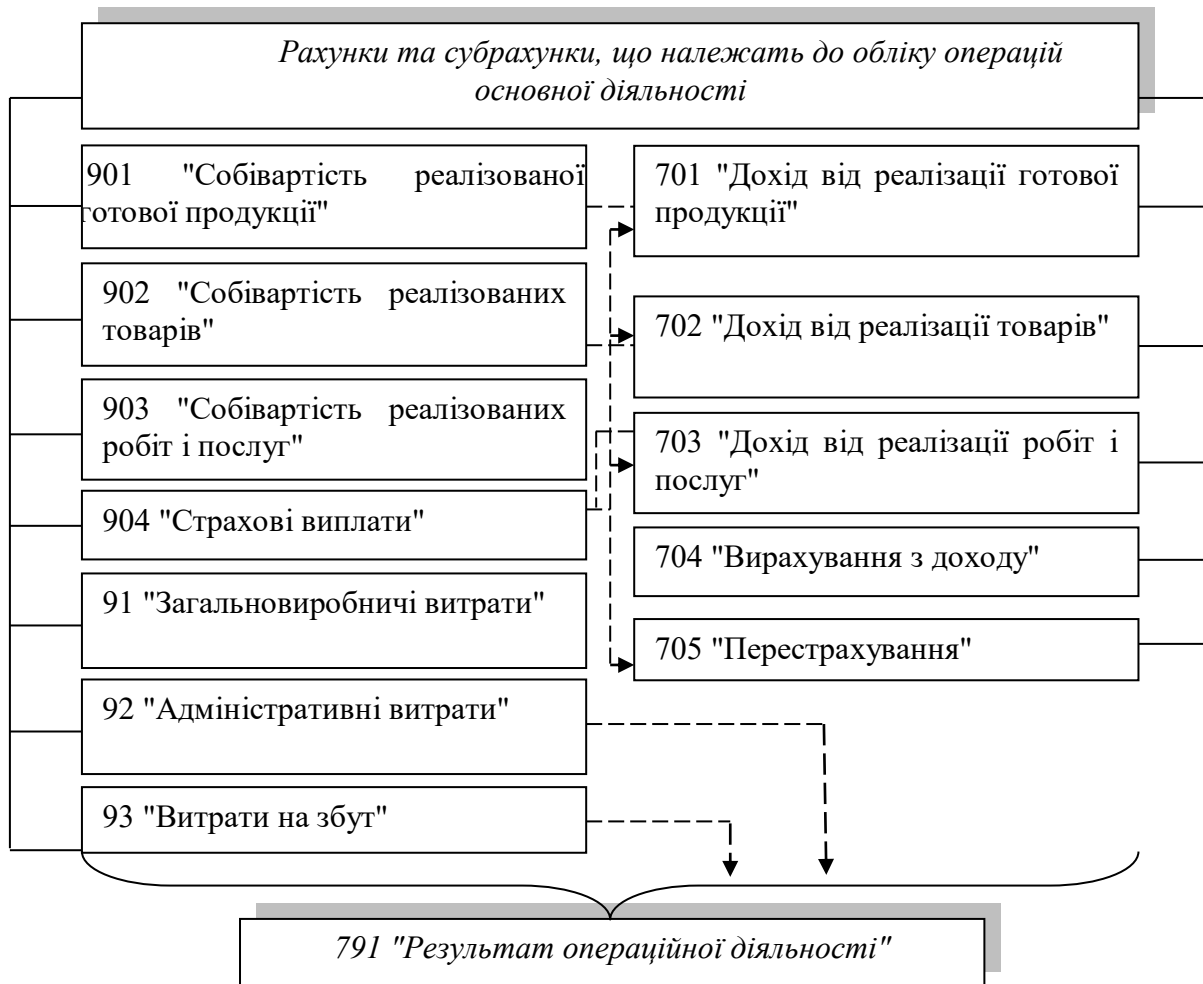 Рахунки та субрахунки, що належать до обліку операцій
основної діяльності
901 "Собівартість реалізованої
готової продукції"
902 "Собівартість реалізованих
товарів"
903 "Собівартість реалізованих
робіт і послуг"
904 "Страхові виплати"
91 "Загальновиробничі витрати"
92 "Адміністративні витрати"
93 "Витрати на збут"
701 "Дохід від реалізації готової
продукції"
702 "Дохід від реалізації товарів"
703 "Дохід від реалізації робіт і
послуг"
704 "Вирахування з доходу"
705 "Перестрахування"
791 "Результат операційної діяльності"